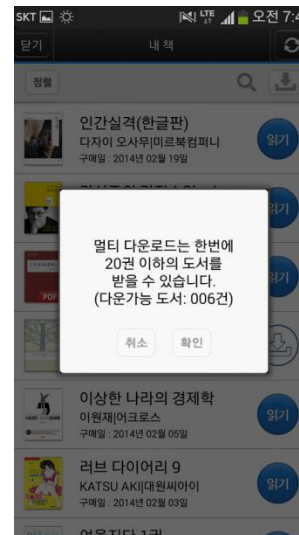 SKT LTE 오전 7:4
닫기 내 책
정렬
인간실격(한글판)
다자이 오사무|미르북컴퍼니
구매일 : 2014년 02월 19일
읽기
읽기
멀티 다운로드는 한번에
20권 이하의 도서를
받을 수 있습니다.
(다운가능 도서: 006건)
읽기
PDF
취소 확인
이상한 나라의 경제학
이원재|어크로스
구매일 : 2014년 02월 05일
읽기
러브 다이어리 9
KATSU AKI|대원씨아이
구매일 : 2014년 02월 03일
읽기